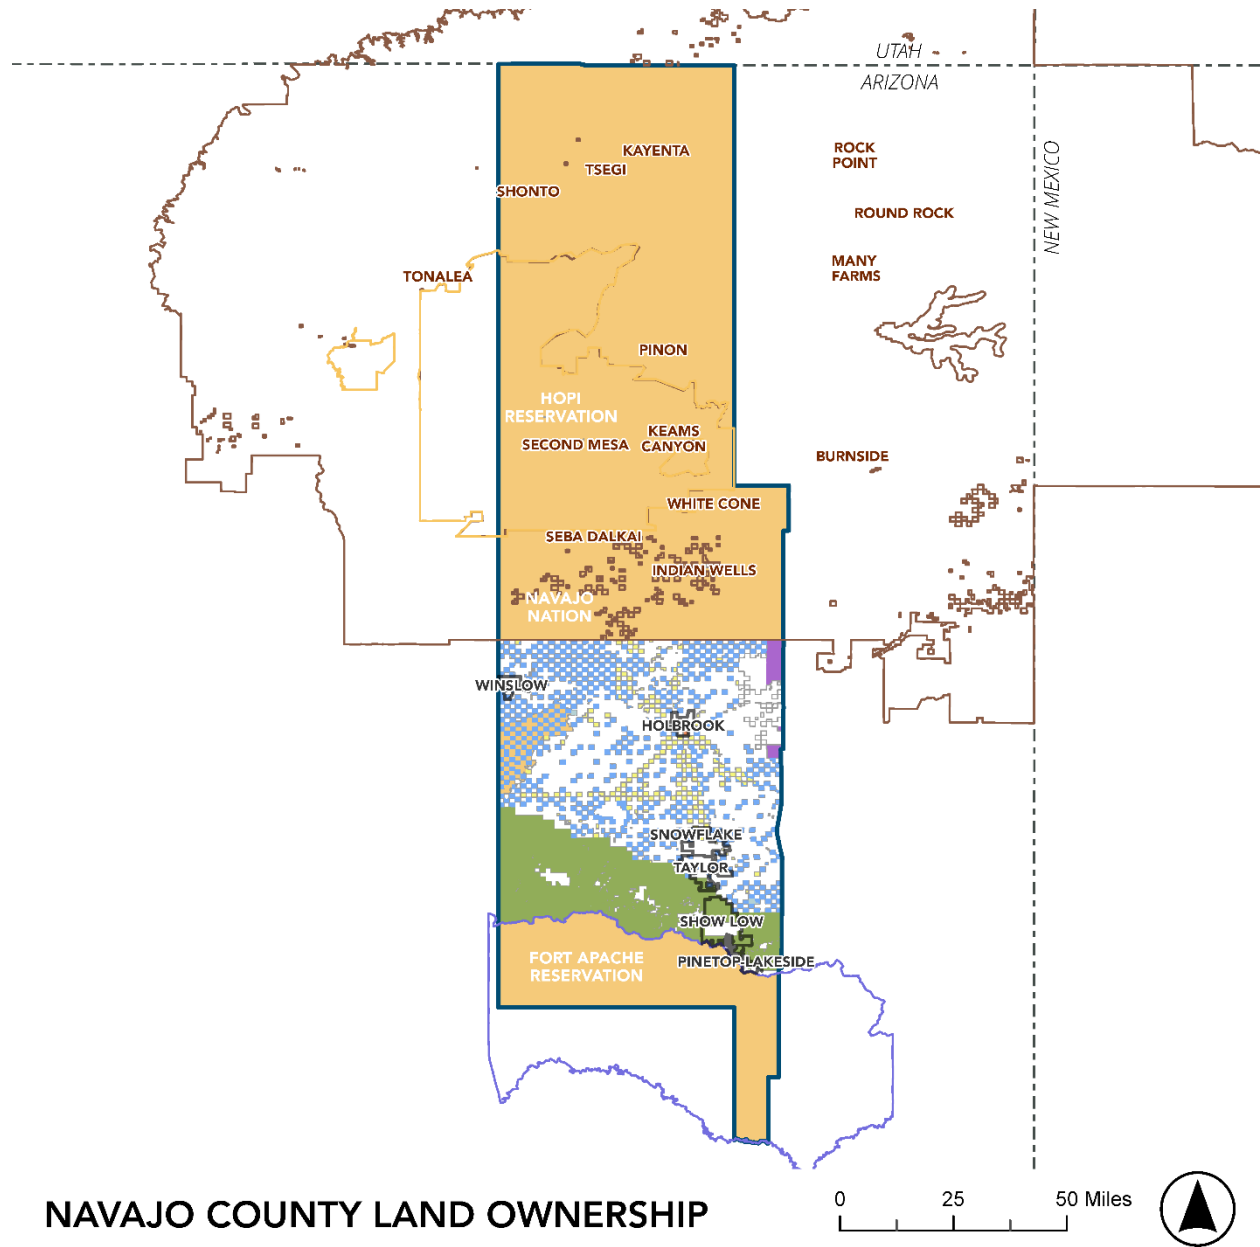 UTAH
ARIZONA
NEW MEXICO
KAYENTA
TSEGI
SHONTO
ROCK
POINT
ROUND ROCK
MANY
FARMS
TONALEA
PINON
HOPI
RESERVATION
SECOND MESA
KEAMS
CANYON
BURNSIDE
WHITE CONE
SEBA DALKAI
INDIAN WELLS
NAVAJO
NATION
WINSLOW
HOLBROOK
SNOWFLAKE
TAYLOR
SHOW LOW
PINETOP-LAKESIDE
FORT APACHE
RESERVATION
NAVAJO COUNTY LAND OWNERSHIP
0 25 50 Miles